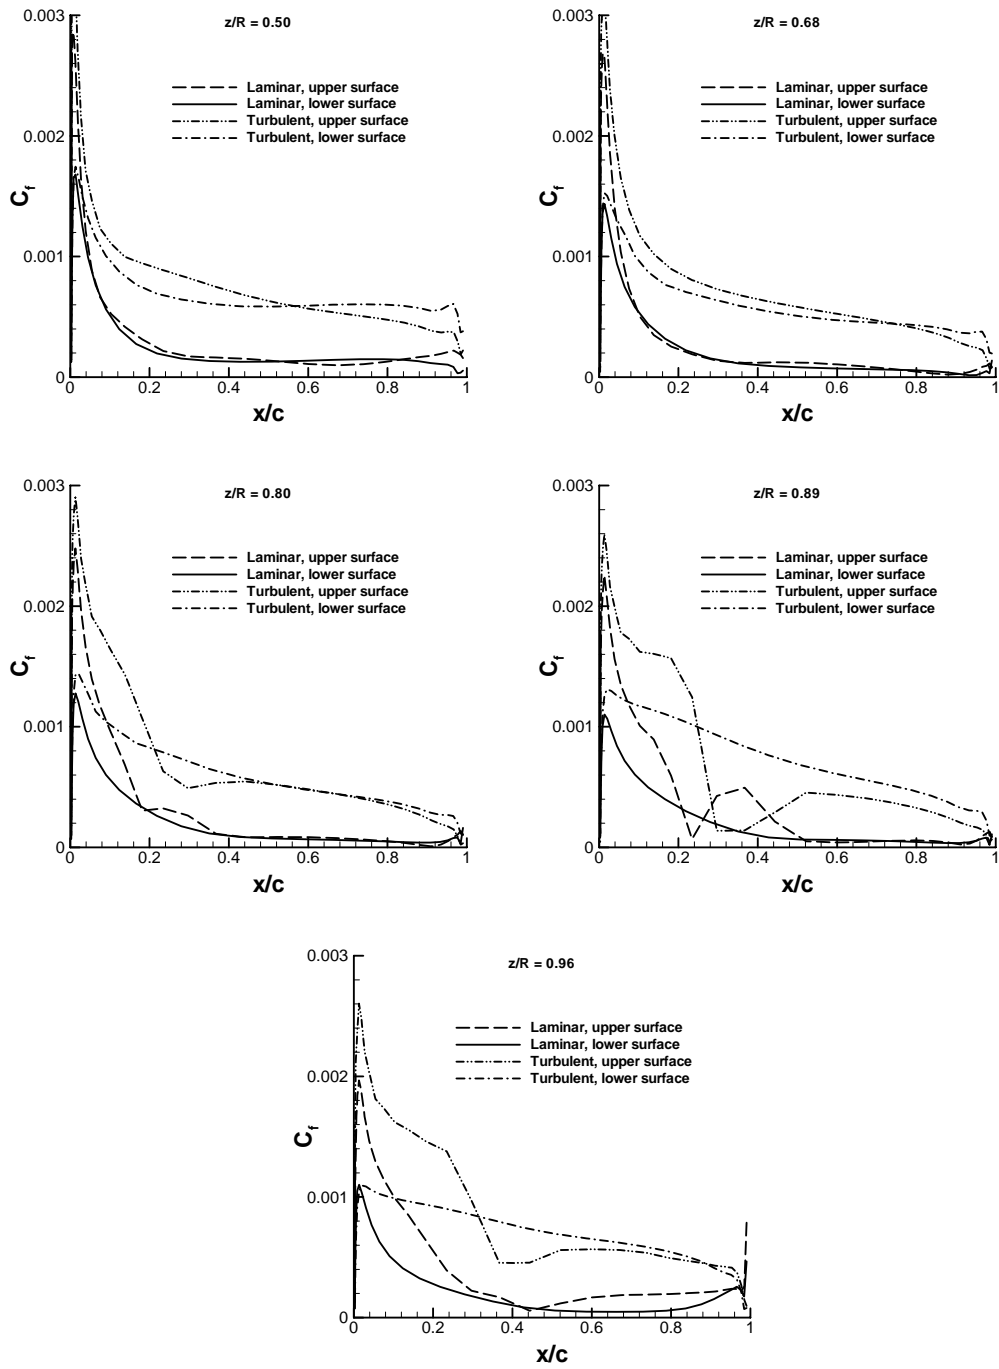 z/R = 0.50
Laminar, upper surface
Laminar, lower surface
Turbulent, upper surface
Turbulent, lower surface
0.003
0.002
0.001
0
Cf
0 0.2 0.4 0.6 0.8 1
x/c
z/R = 0.68
Laminar, upper surface
Laminar, lower surface
Turbulent, upper surface
Turbulent, lower surface
0.003
0.002
0.001
0
Cf
0 0.2 0.4 0.6 0.8 1
x/c
z/R = 0.80
Laminar, upper surface
Laminar, lower surface
Turbulent, upper surface
Turbulent, lower surface
0.003
0.002
0.001
0
Cf
0 0.2 0.4 0.6 0.8 1
x/c
z/R = 0.89
Laminar, upper surface
Laminar, lower surface
Turbulent, upper surface
Turbulent, lower surface
0.003
0.002
0.001
0
Cf
0 0.2 0.4 0.6 0.8 1
x/c
z/R = 0.96
Laminar, upper surface
Laminar, lower surface
Turbulent, upper surface
Turbulent, lower surface
0.003
0.002
0.001
0
Cf
0 0.2 0.4 0.6 0.8 1
x/c